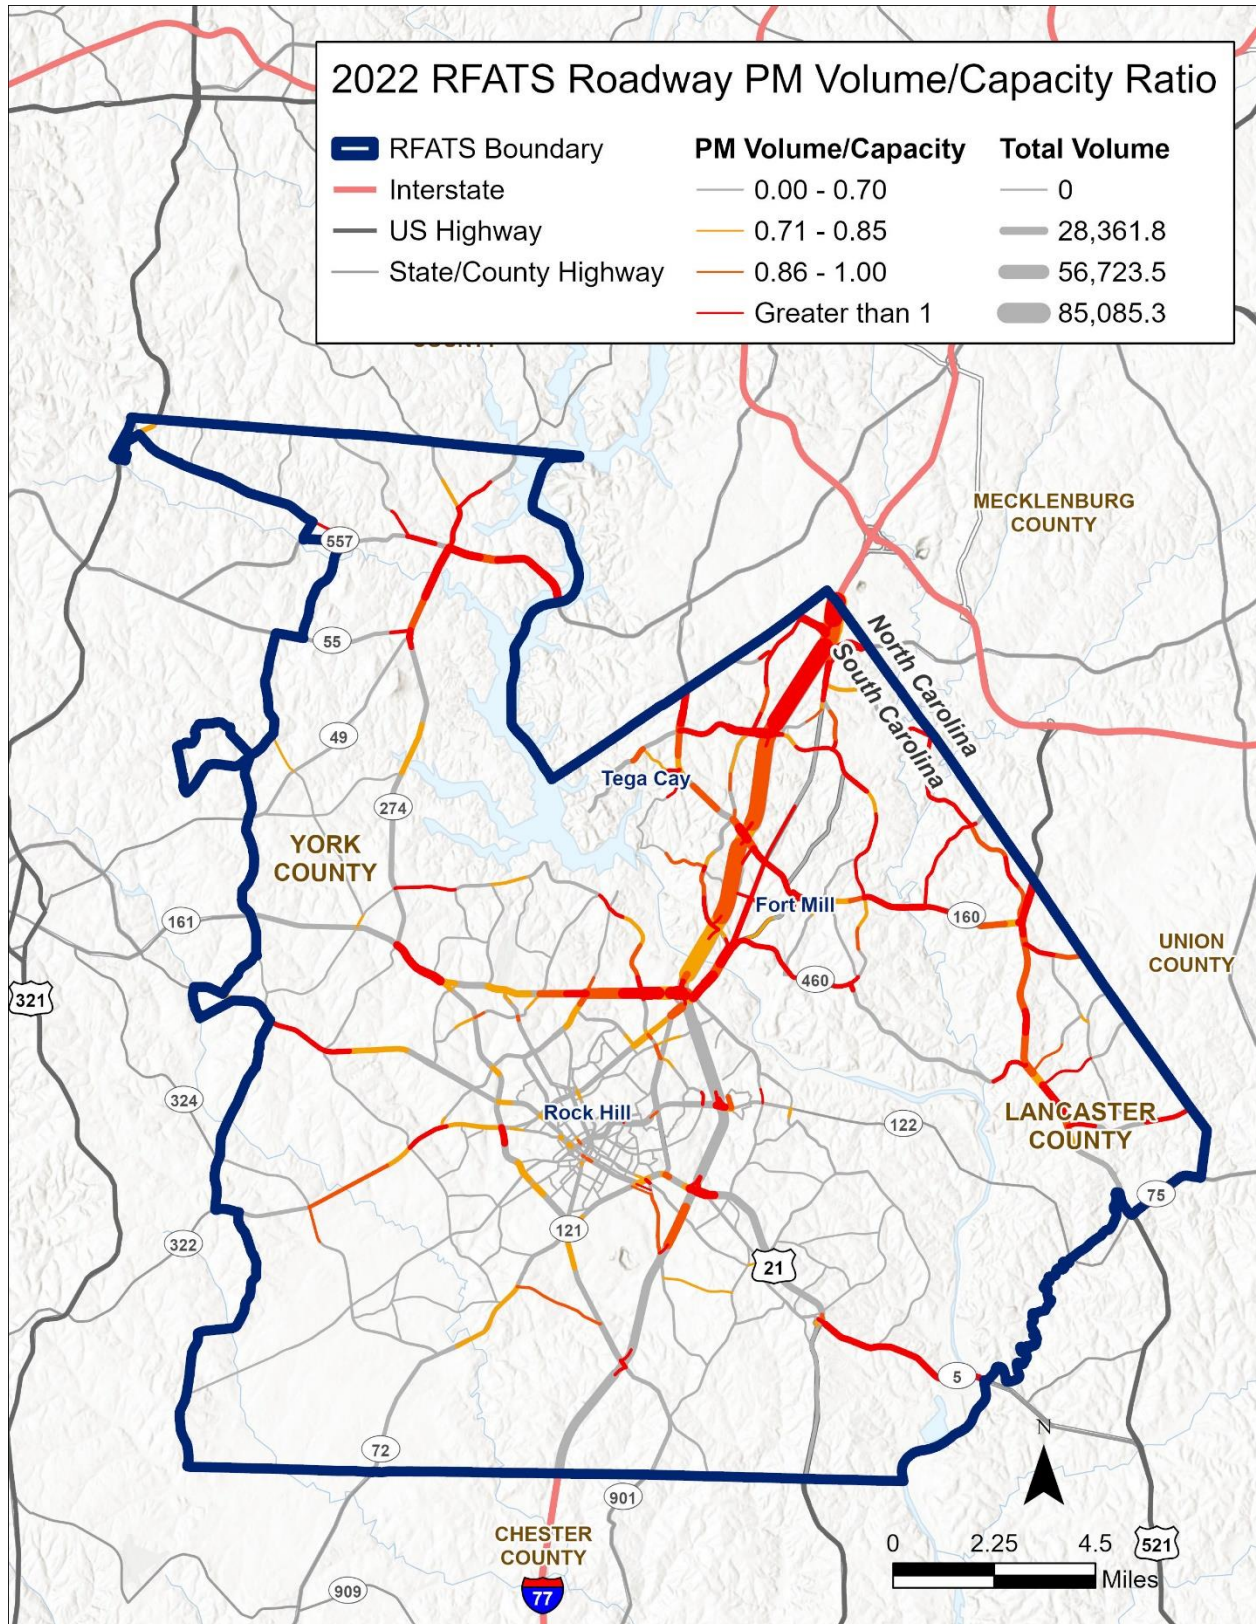 2022 RFATS Roadway PM Volume/Capacity Ratio
RFATS Boundary
Interstate
US Highway
State/County Highway
PM Volume/Capacity
0.00 - 0.70
0.71 - 0.85
0.86 - 1.00
Greater than 1
Total Volume
0
28,361.8
56,723.5
85,085.3
COUNTY
MECKLENBURG
COUNTY
557
55
North Carolina
South Carolina
49
Tega Cay
274
YORK
COUNTY
Fort Mill
161
160
UNION
COUNTY
460
321
324
Rock Hill
LANCASTER
COUNTY
122
75
322
121
21
5
N
72
901
CHESTER
COUNTY
0 2.25 4.5
Miles
521
909
77